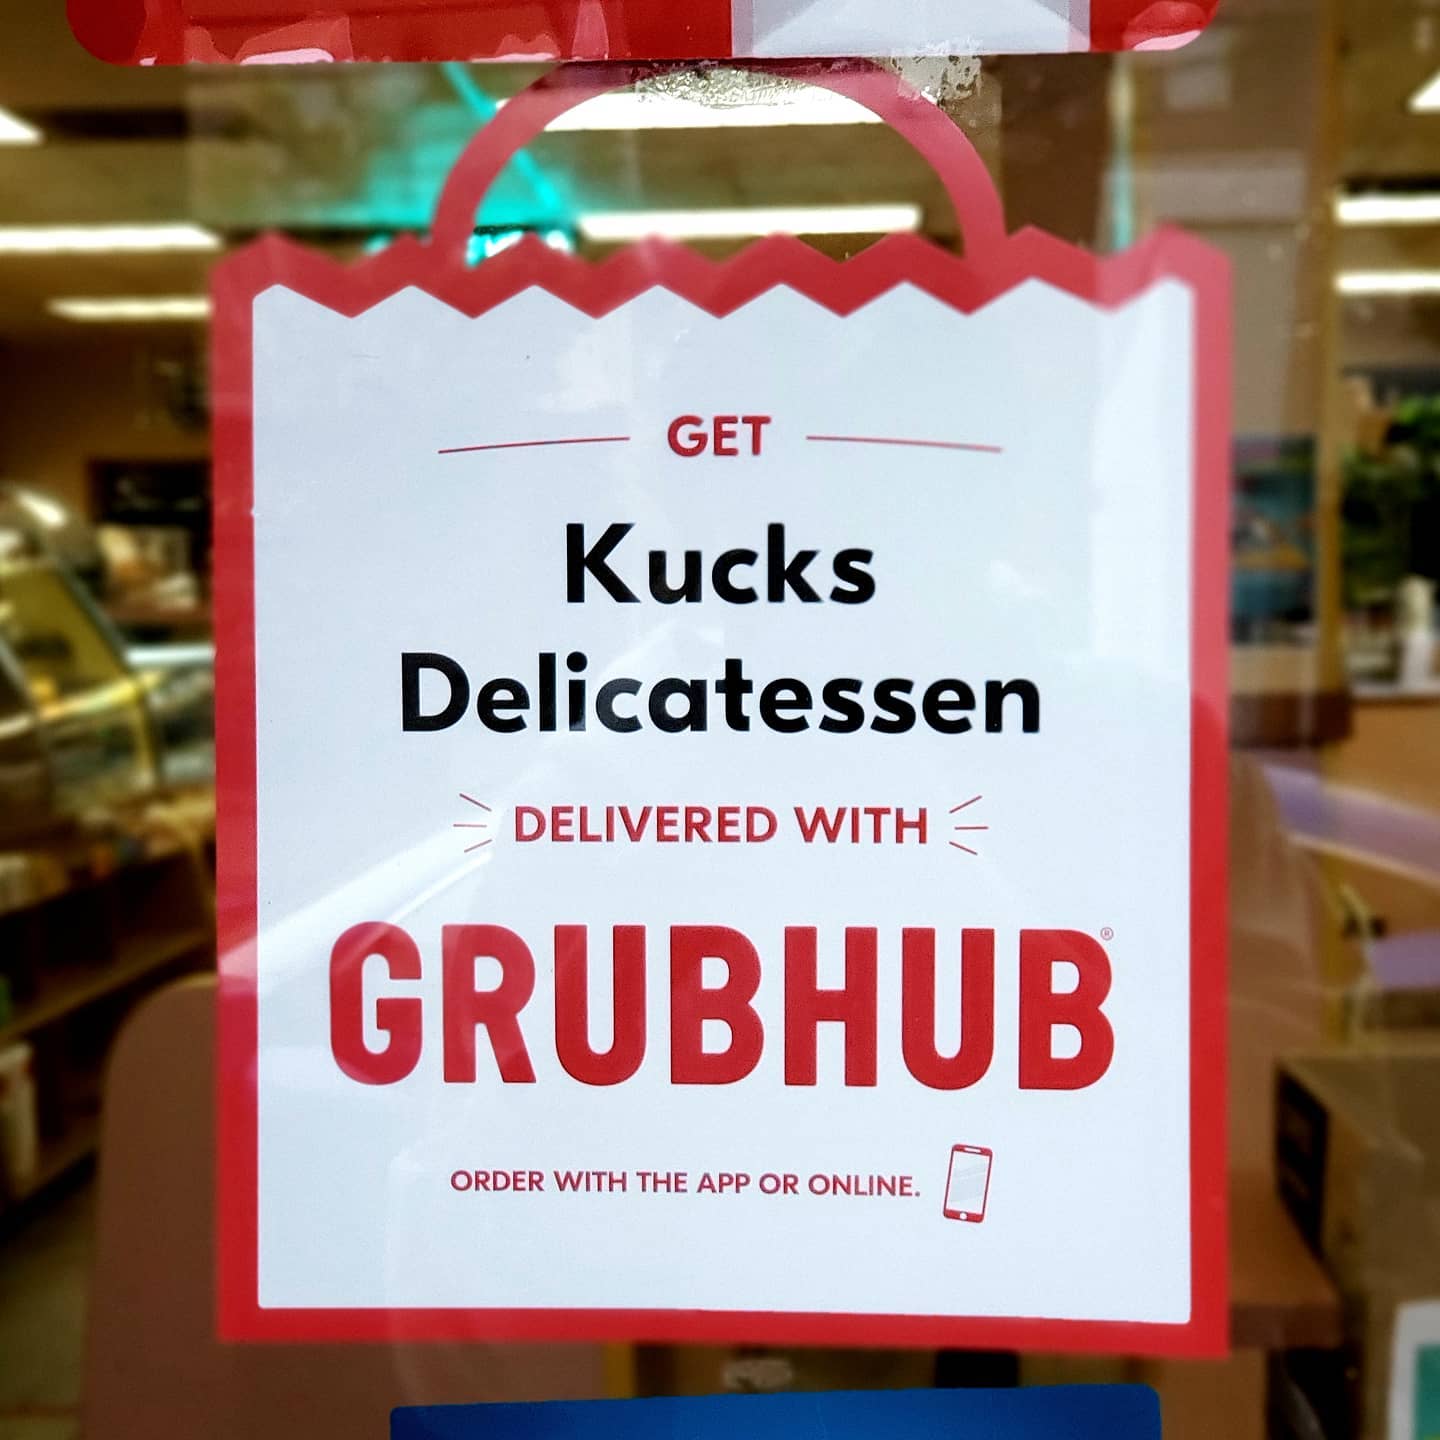 GET
Kucks
Delicatessen
DELIVERED WITH
GRUBHUB®
ORDER WITH THE APP OR ONLINE.